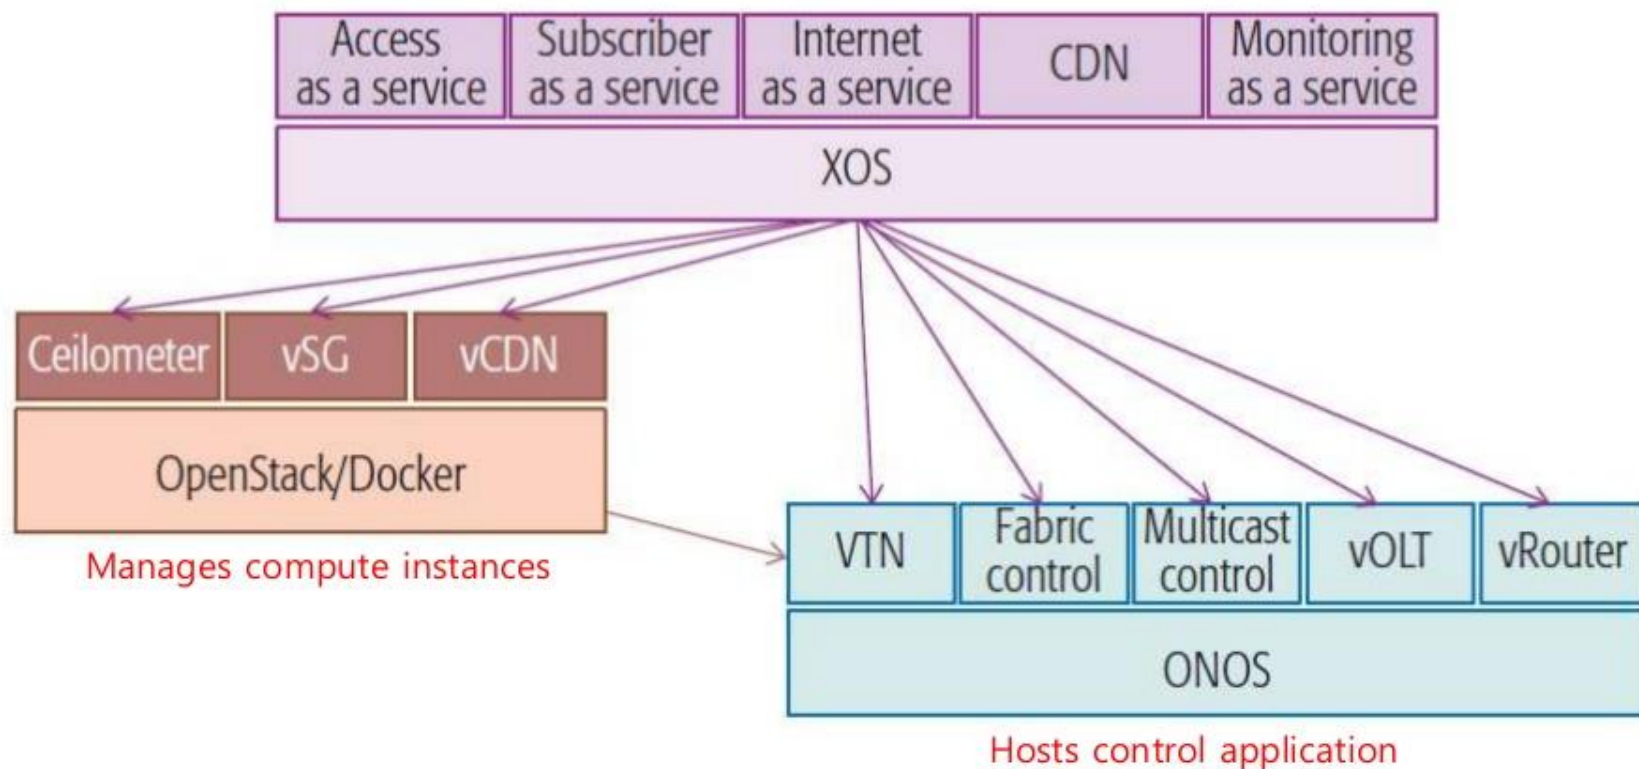 Access
as a service
Subscriber
as a service
Internet
as a service
CDN
Monitoring
as a service
XOS
Ceilometer
vSG
vCDN
OpenStack/Docker
Manages compute instances
VTN
Fabric
control
Multicast
control
vOLT
vRouter
ONOS
Hosts control application